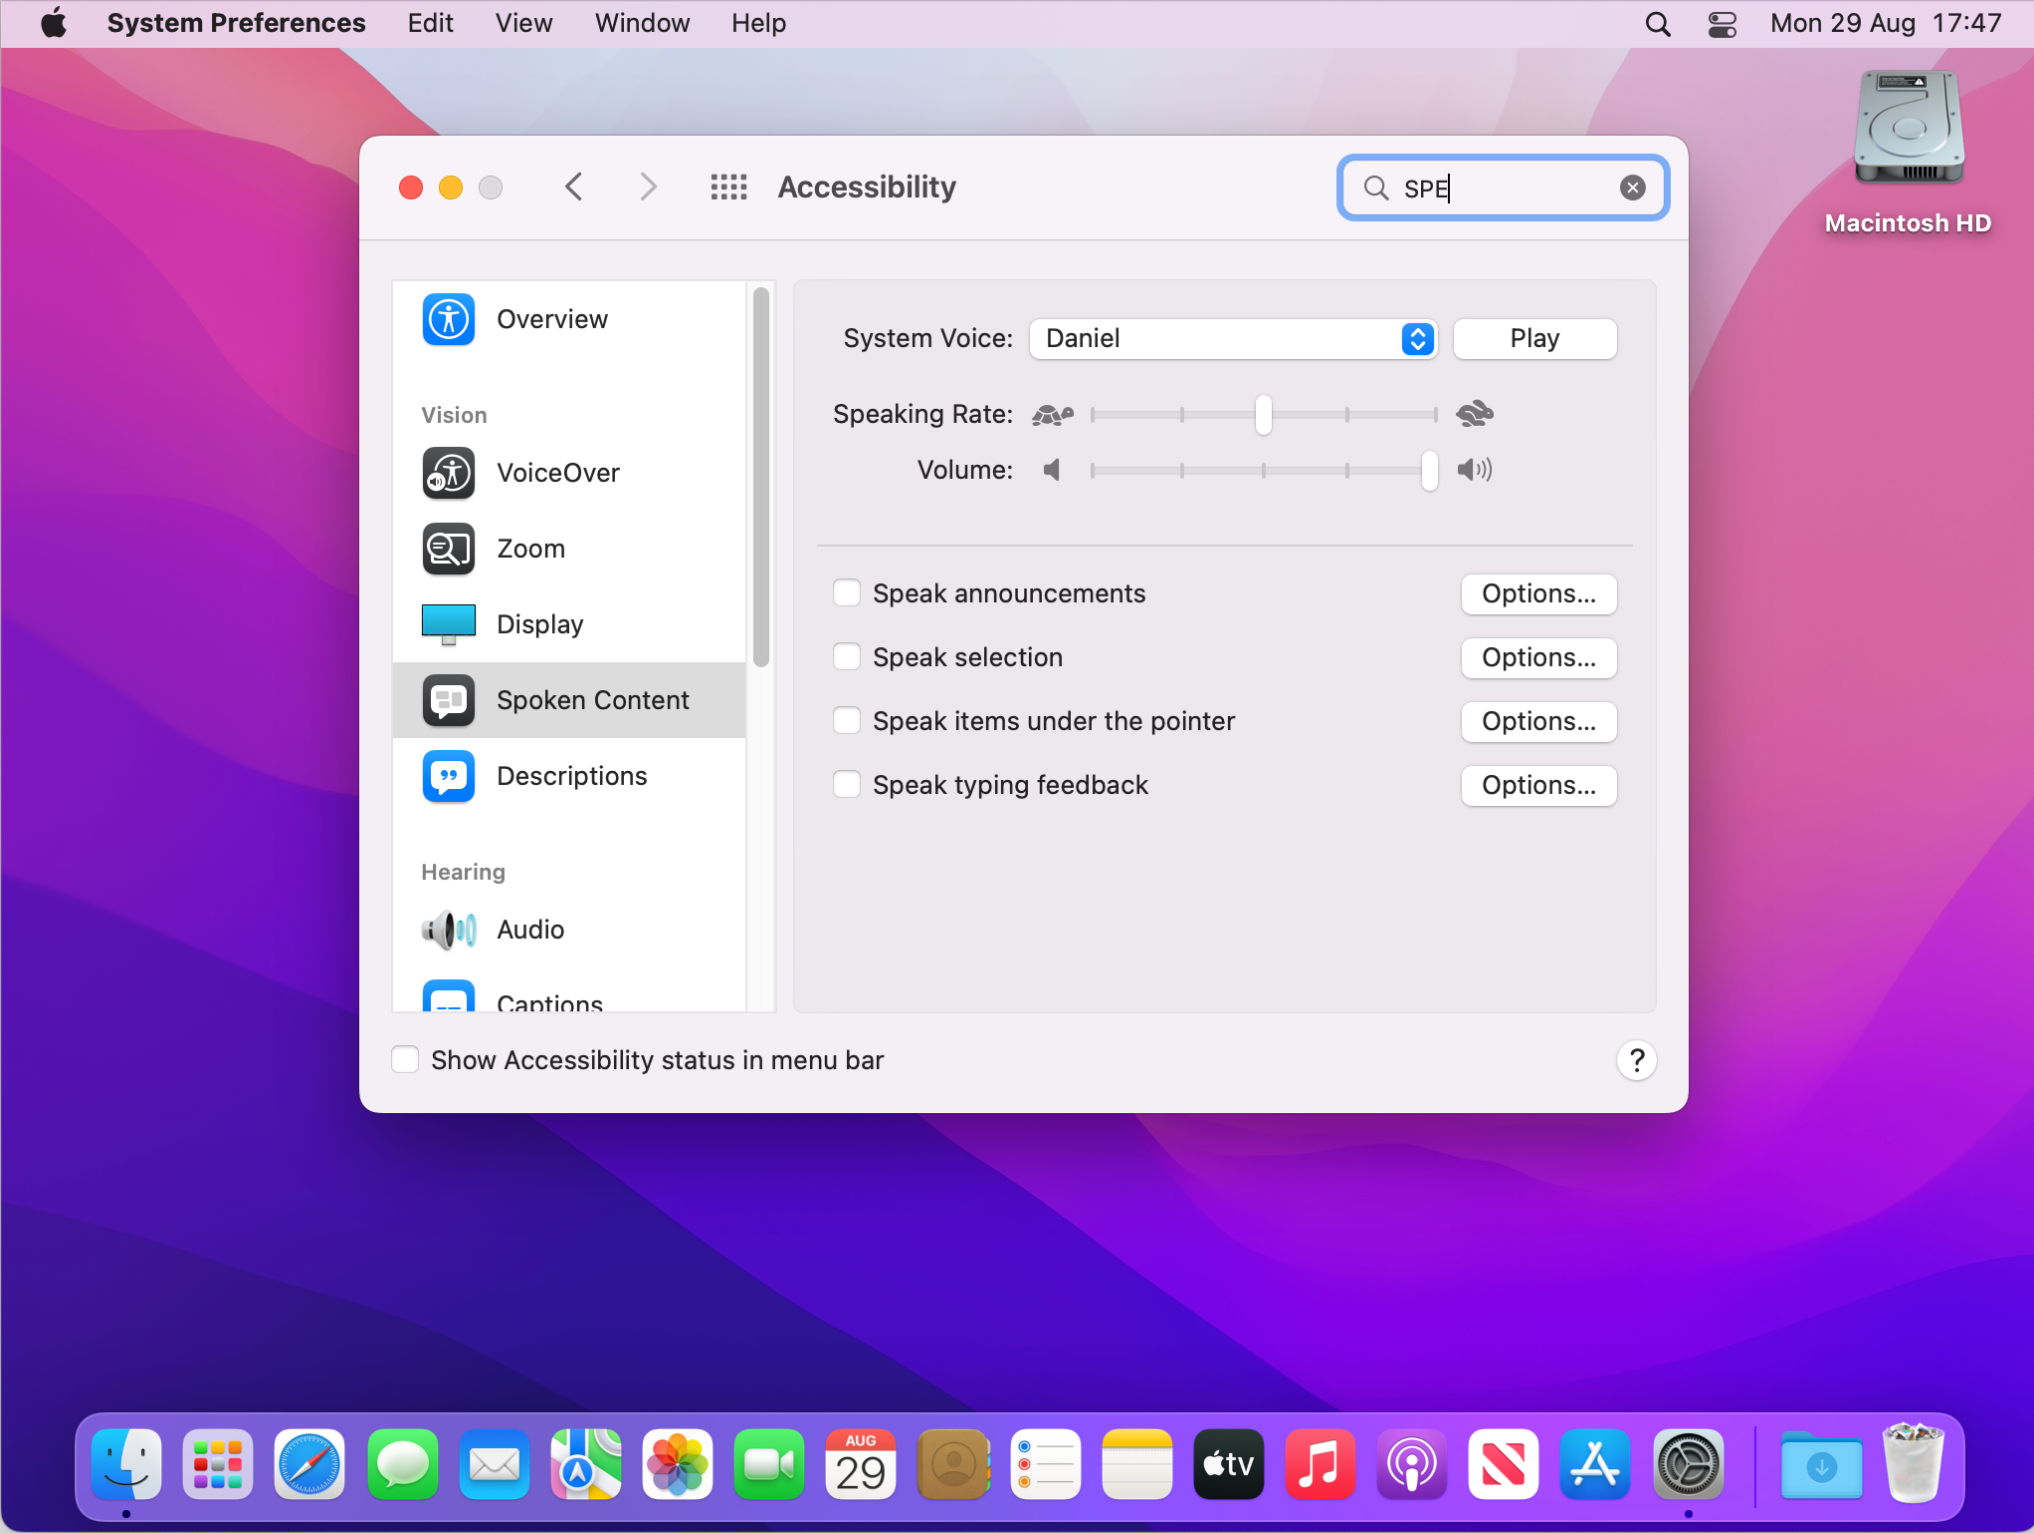 System Preferences Edit View Window Help Mon 29 Aug 17:47
Macintosh HD
Accessibility
SPE
Overview
Vision
VoiceOver
Zoom
Display
Spoken Content
Descriptions
Hearing
Audio
Captions
System Voice: Daniel Play
Speaking Rate:
Volume:
Speak announcements Options...
Speak selection Options...
Speak items under the pointer Options...
Speak typing feedback Options...
Show Accessibility status in menu bar ?
AUG
29
tv